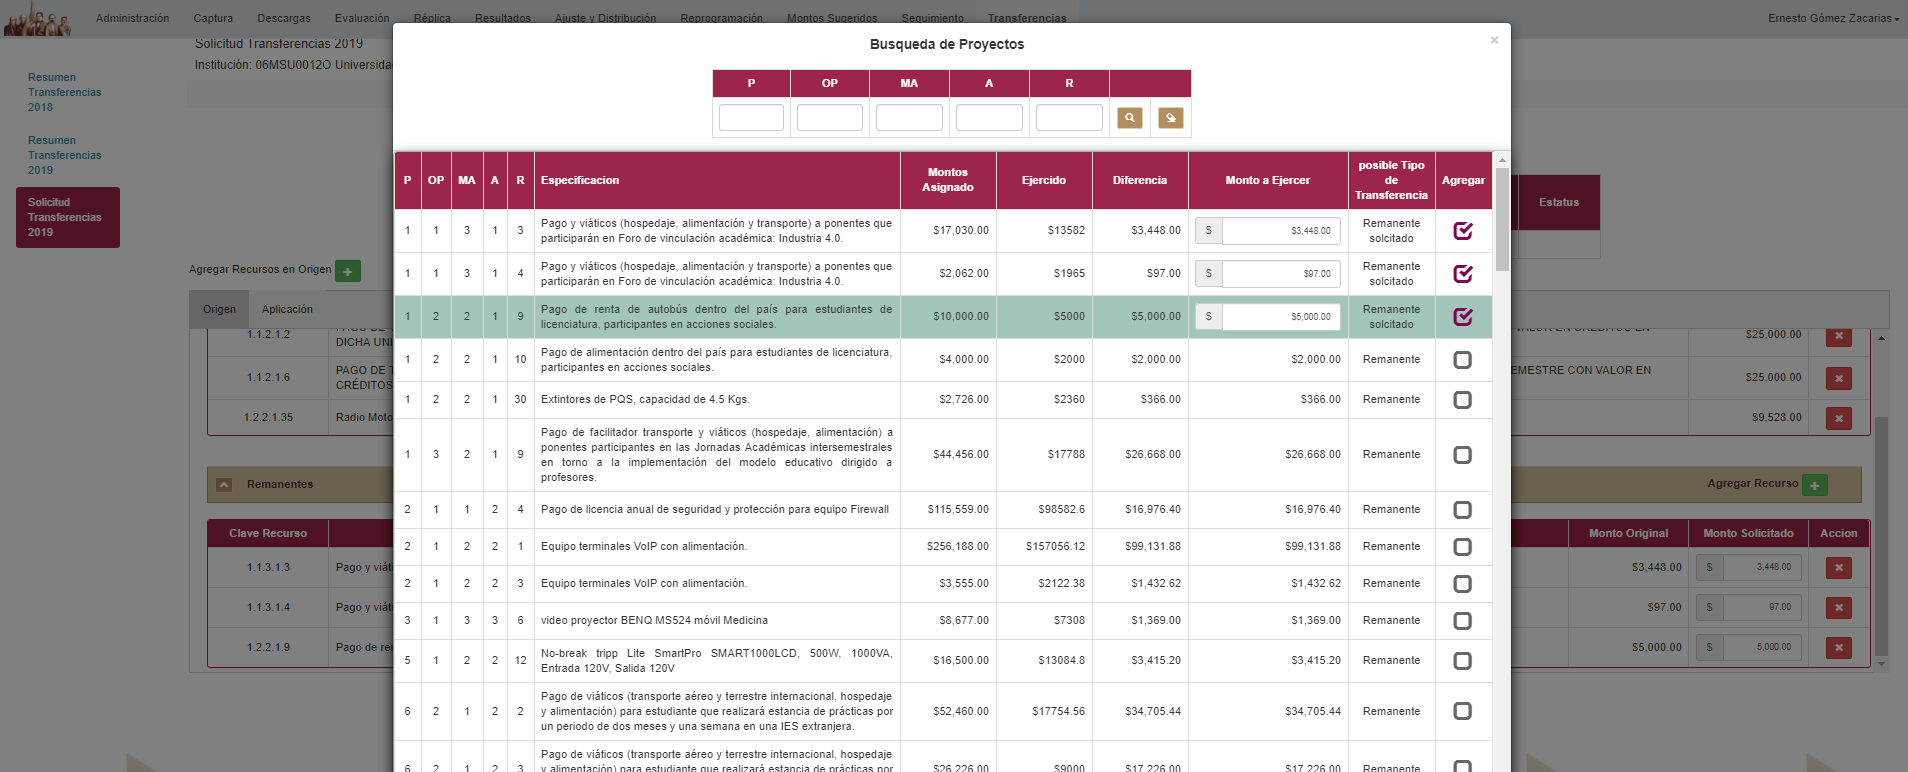 Administración Captura Descargas Evaluación Réplica Resultados Ajuste y Distribución Reprogramación Montos Sugeridos Seguimiento Transferencias Ernesto Gómez Zacarias
Solicitud Transferencias 2019
Institución: 06MSU0012O
Resumen
Transferencias
2018
Resumen
Transferencias
2019
Solicitud
Transferencias
2019
Agregar Recursos en Origen
Origen Aplicación
1.1.2.1.2
DICHA
VALOR EN CRÉDITOS EN
$25,000.00
1.1.2.1.6 PAGO DE
CRÉDITOS
SEMESTRE CON VALOR EN
$25,000.00
1.2.2.1.35 Radio
$9,528.00
Remanentes Agregar Recurso
Clave Recurso Monto Original Monto Solicitado Accion
1.1.3.1.3 Pago y $3,448.00 $ 3,448.00
1.1.3.1.4 Pago y $97.00 $ 97.00
1.2.2.1.9 Pago de $5,000.00 $ 5,000.00
Estatus
Busqueda de Proyectos ×
P OP MA A R
P OP MA A R Especificacion Montos Asignado Ejercido Diferencia Monto a Ejercer posible Tipo de Transferencia Agregar
1 1 3 1 3 Pago y viáticos (hospedaje, alimentación y transporte) a ponentes que
participarán en Foro de vinculación académica: Industria 4.0.
$17,030.00 $13582 $3,448.00 $ $3,448.00 Remanente
solcitado
1 1 3 1 4 Pago y viáticos (hospedaje, alimentación y transporte) a ponentes que
participarán en Foro de vinculación académica: Industria 4.0.
$2,062.00 $1965 $97.00 $ $97.00 Remanente
solcitado
1 2 2 1 9 Pago de renta de autobús dentro del país para estudiantes de
licenciatura, participantes en acciones sociales.
$10,000.00 $5000 $5,000.00 $ $5,000.00 Remanente
solcitado
1 2 2 1 10 Pago de alimentación dentro del país para estudiantes de licenciatura,
participantes en acciones sociales.
$4,000.00 $2000 $2,000.00 $2,000.00 Remanente
1 2 2 1 30 Extintores de PQS, capacidad de 4.5 Kgs. $2,726.00 $2360 $366.00 $366.00 Remanente
1 3 2 1 9 Pago de facilitador transporte y viáticos (hospedaje, alimentación) a
ponentes participantes en las Jornadas Académicas intersemestrales
en torno a la implementación del modelo educativo dirigido a
profesores.
$44,456.00 $17788 $26,668.00 $26,668.00 Remanente
2 1 1 2 4 Pago de licencia anual de seguridad y protección para equipo Firewall $115,559.00 $98582.6 $16,976.40 $16,976.40 Remanente
2 1 2 2 1 Equipo terminales VoIP con alimentación. $256,188.00 $157056.12 $99,131.88 $99,131.88 Remanente
2 1 2 2 3 Equipo terminales VoIP con alimentación. $3,555.00 $2122.38 $1,432.62 $1,432.62 Remanente
3 1 3 3 6 video proyector BENQ MS524 móvil Medicina $8,677.00 $7308 $1,369.00 $1,369.00 Remanente
5 1 2 2 12 No-break tripp Lite SmartPro SMART1000LCD, 500W, 1000VA,
Entrada 120V, Salida 120V
$16,500.00 $13084.8 $3,415.20 $3,415.20 Remanente
6 2 1 2 2 Pago de viáticos (transporte aéreo y terrestre internacional, hospedaje
y alimentación) para estudiante que realizará estancia de prácticas por
un periodo de dos meses y una semana en una IES extranjera.
$52,460.00 $17754.56 $34,705.44 $34,705.44 Remanente
6 2 1 2 3 Pago de viáticos (transporte aéreo y terrestre internacional, hospedaje
y alimentación) para estudiante que realizará estancia de prácticas por
$26,226.00 $9000 $17,226.00 $17,226.00 Remanente